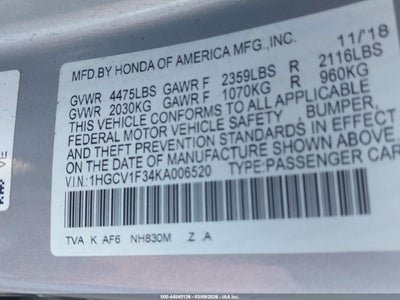 MFD.BY HONDA OF AMERICA MFG.,INC. 11/18
GVWR 4475LBS GAWR F 2359LBS R 2116LBS
GVWR 2030KG GAWR F 1070KG R 960KG
THIS VEHICLE CONFORMS TO ALL APPLICABLE
FEDERAL MOTOR VEHICLE SAFETY, BUMPER,
AND THEFT PREVENTION STANDARDS IN EFFECT
ON THE DATE OF MANUFACTURE SHOWN ABOVE.
V.I.N.: 1HGCV1F34KA006520 TYPE:PASSENGER CAR
TVA K AF6 NH830M Z A